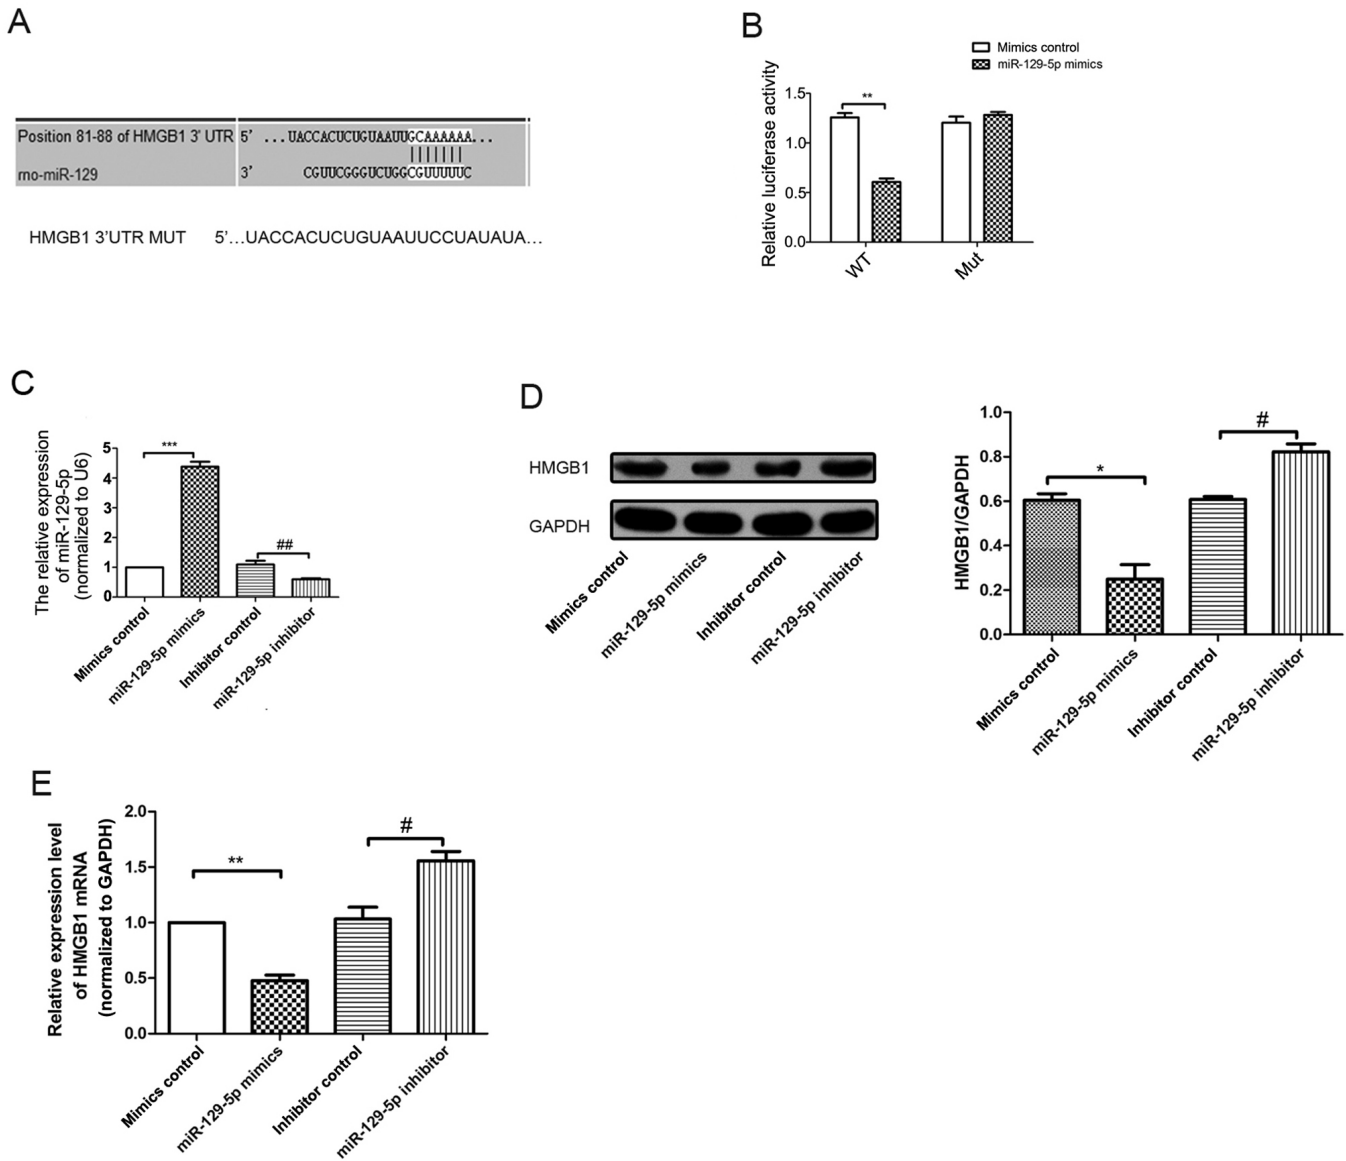 A
Position 81-88 of HMGB1 3' UTR 5' ...UACCACUCUGUAAUUGCAAAAAA...
rno-miR-129 3' CGUUCGGGUCUGGCGUUUUUC
HMGB1 3'UTR MUT 5'...UACCACUCUGUAAUUCCUAUAUA...
B
Mimics control
miR-129-5p mimics
Relative luciferase activity
1.5
1.0
0.5
0.0
**
WT
Mut
C
The relative expression
of miR-129-5p
(normalized to U6)
5
4
3
2
1
0
***
##
Mimics control
miR-129-5p mimics
Inhibitor control
miR-129-5p inhibitor
D
HMGB1
GAPDH
Mimics control
miR-129-5p mimics
Inhibitor control
miR-129-5p inhibitor
HMGB1/GAPDH
1.0
0.8
0.6
0.4
0.2
0.0
*
#
Mimics control
miR-129-5p mimics
Inhibitor control
miR-129-5p inhibitor
E
Relative expression level
of HMGB1 mRNA
(normalized to GAPDH)
2.0
1.5
1.0
0.5
0.0
**
#
Mimics control
miR-129-5p mimics
Inhibitor control
miR-129-5p inhibitor